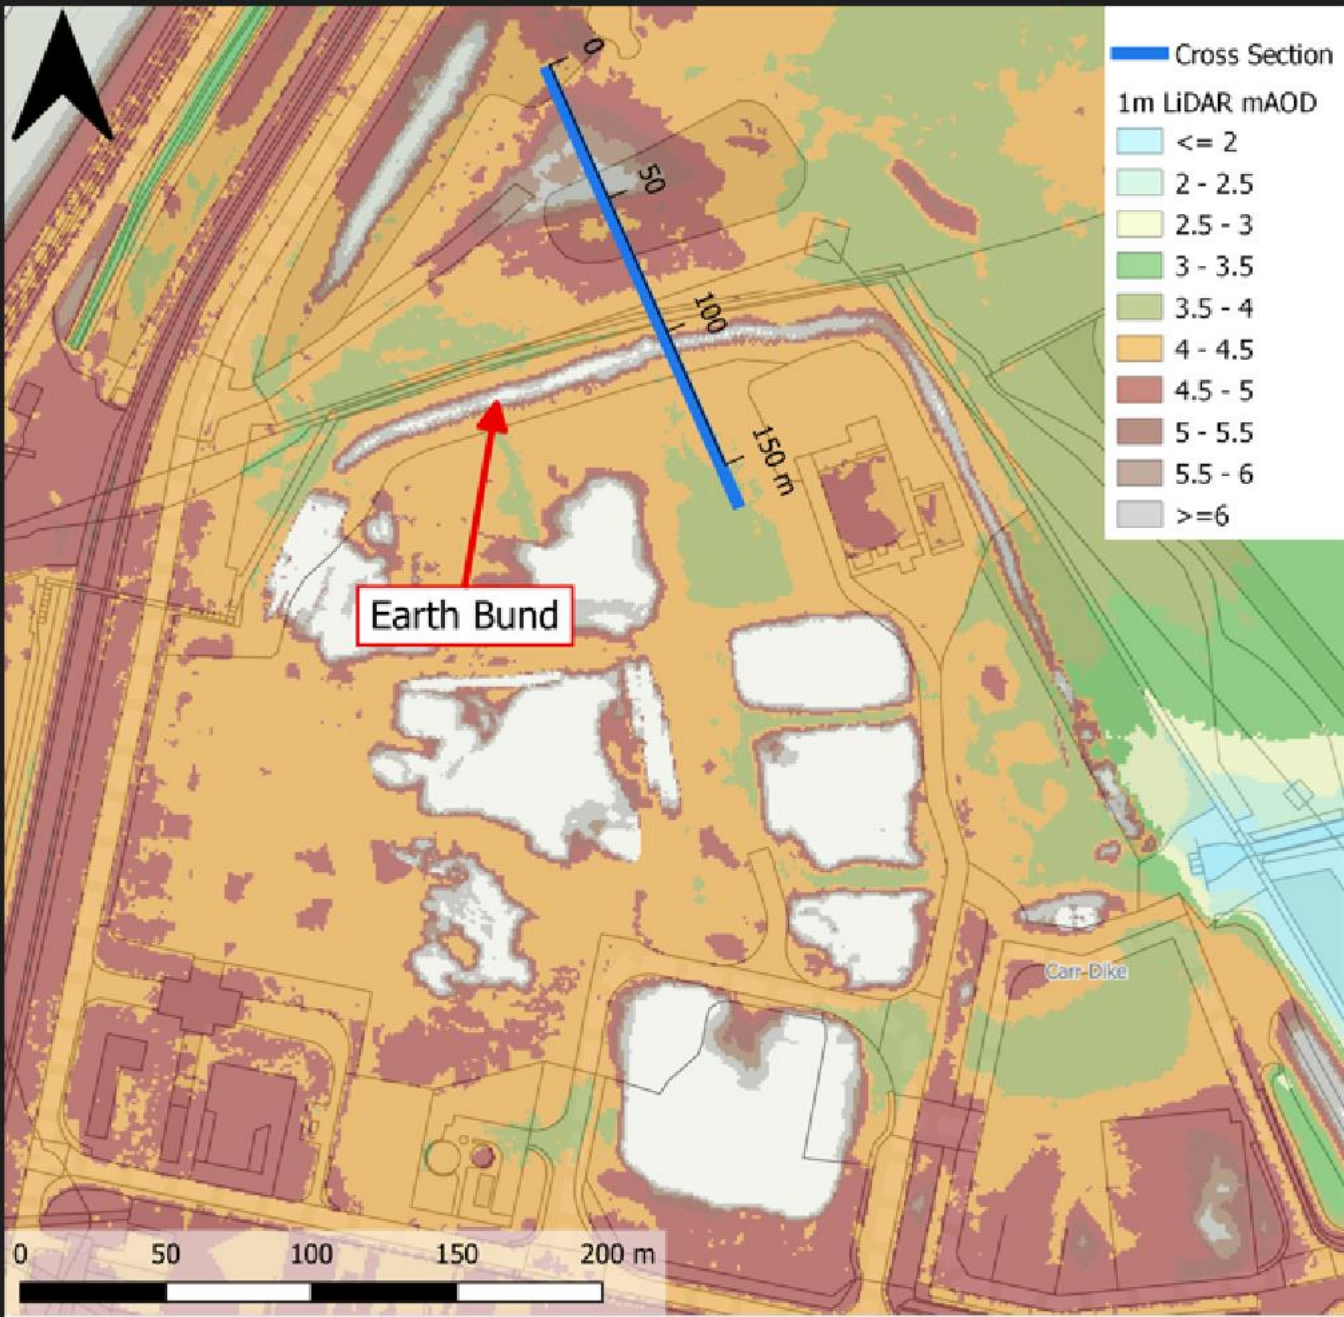 Cross Section
1m LiDAR mAOD
<= 2
2 - 2.5
2.5 - 3
3 - 3.5
3.5 - 4
4 - 4.5
4.5 - 5
5 - 5.5
5.5 - 6
>=6
0
50
100
150 m
Earth Bund
Carr Dike
0 50 100 150 200 m